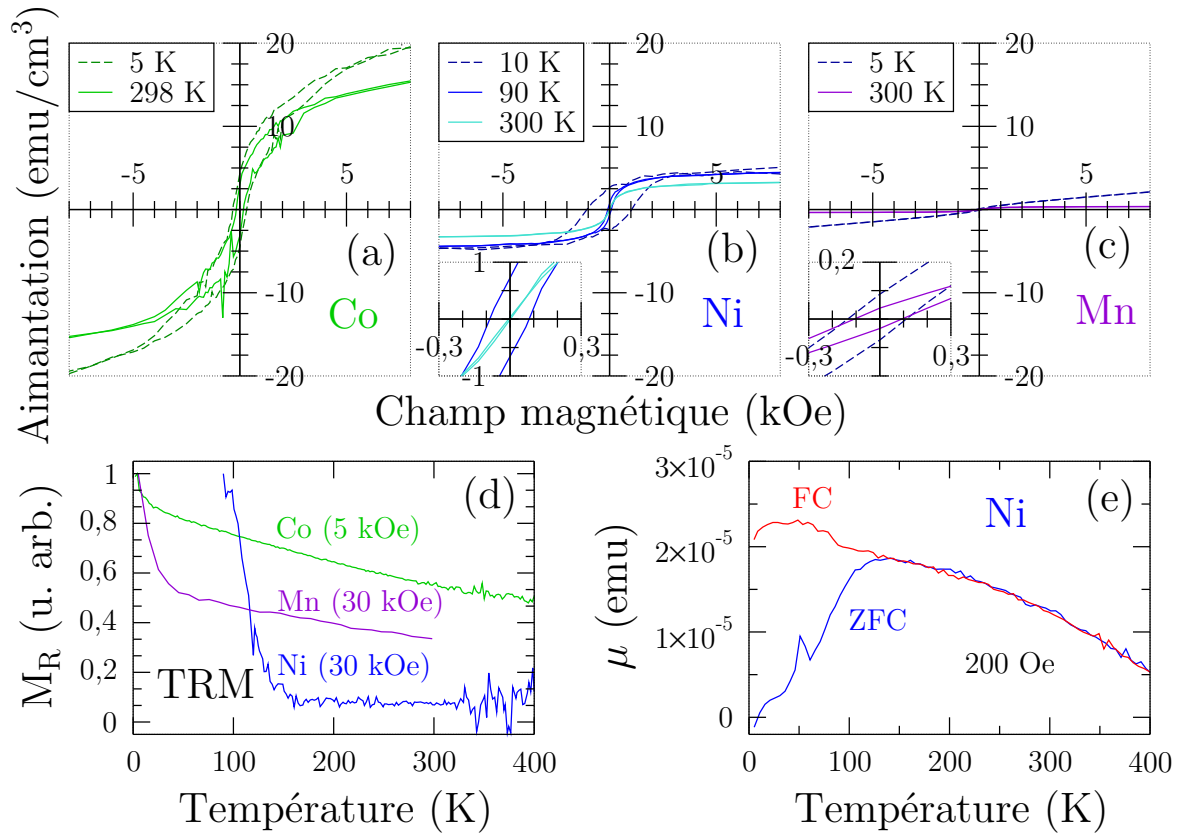 Aimantation (emu/cm³)
5 K
298 K
20
10
-5
5
-10
-20
(a)
Co
10 K
90 K
300 K
20
10
-5
5
-10
-20
(b)
Ni
1
-0,3
0,3
-1
5 K
300 K
20
10
-5
5
-10
-20
(c)
Mn
0,2
-0,3
0,3
Champ magnétique (kOe)
M_R (u. arb.)
1
0,8
0,6
0,4
0,2
0
(d)
Co (5 kOe)
Mn (30 kOe)
Ni (30 kOe)
TRM
0 100 200 300 400
Température (K)
μ (emu)
3×10⁻⁵
2×10⁻⁵
1×10⁻⁵
0
FC
Ni
(e)
ZFC
200 Oe
0 100 200 300 400
Température (K)